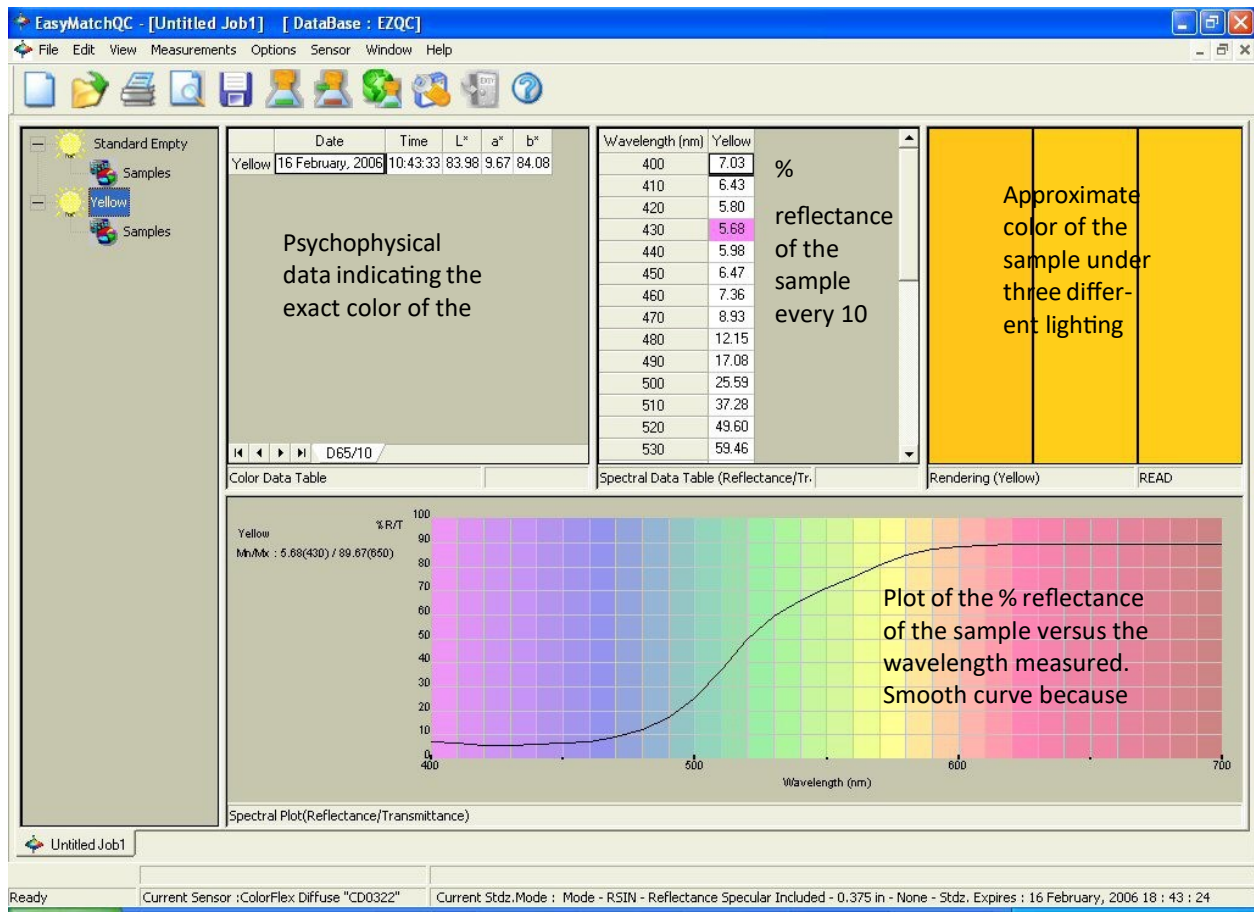 EasyMatchQC - [Untitled Job1] [ DataBase : EZQC]
File Edit View Measurements Options Sensor Window Help
Standard Empty
Samples
Yellow
Samples
Date Time L* a* b*
Yellow 16 February, 2006 10:43:33 83.98 9.67 84.08
Psychophysical
data indicating the
exact color of the
D65/10
Color Data Table
Wavelength (nm) Yellow
400 7.03
410 6.43
420 5.80
430 5.68
440 5.98
450 6.47
460 7.36
470 8.93
480 12.15
490 17.08
500 25.59
510 37.28
520 49.60
530 59.46
%
reflectance
of the
sample
every 10
Spectral Data Table (Reflectance/Tr.
Approximate
color of the
sample under
three differ-
ent lighting
Rendering (Yellow) READ
Yellow
Mn/Mx : 5.68(430) / 89.67(650)
%R/T
100
90
80
70
60
50
40
30
20
10
0
400 500 600 700
Wavelength (nm)
Plot of the % reflectance
of the sample versus the
wavelength measured.
Smooth curve because
Spectral Plot(Reflectance/Transmittance)
Untitled Job1
Ready Current Sensor :ColorFlex Diffuse "CD0322" Current Stdz.Mode : Mode - RSIN - Reflectance Specular Included - 0.375 in - None - Stdz. Expires : 16 February, 2006 18 : 43 : 24